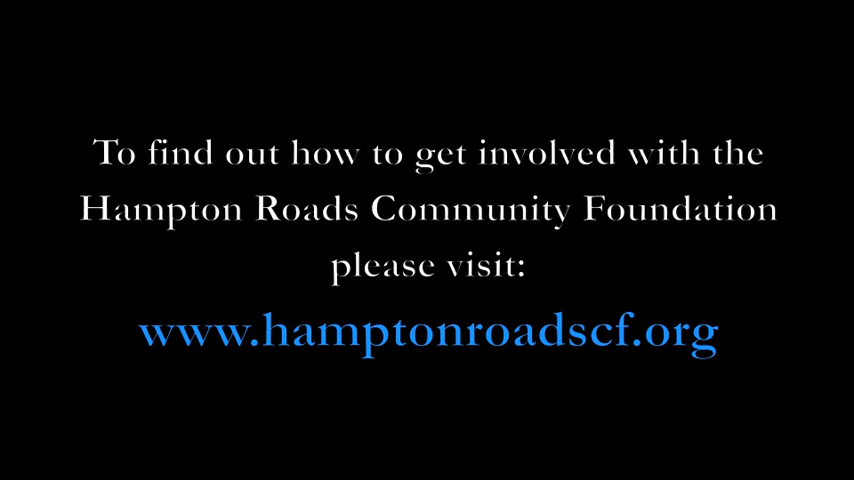 To find out how to get involved with the
Hampton Roads Community Foundation
please visit:
www.hamptonroadscf.org